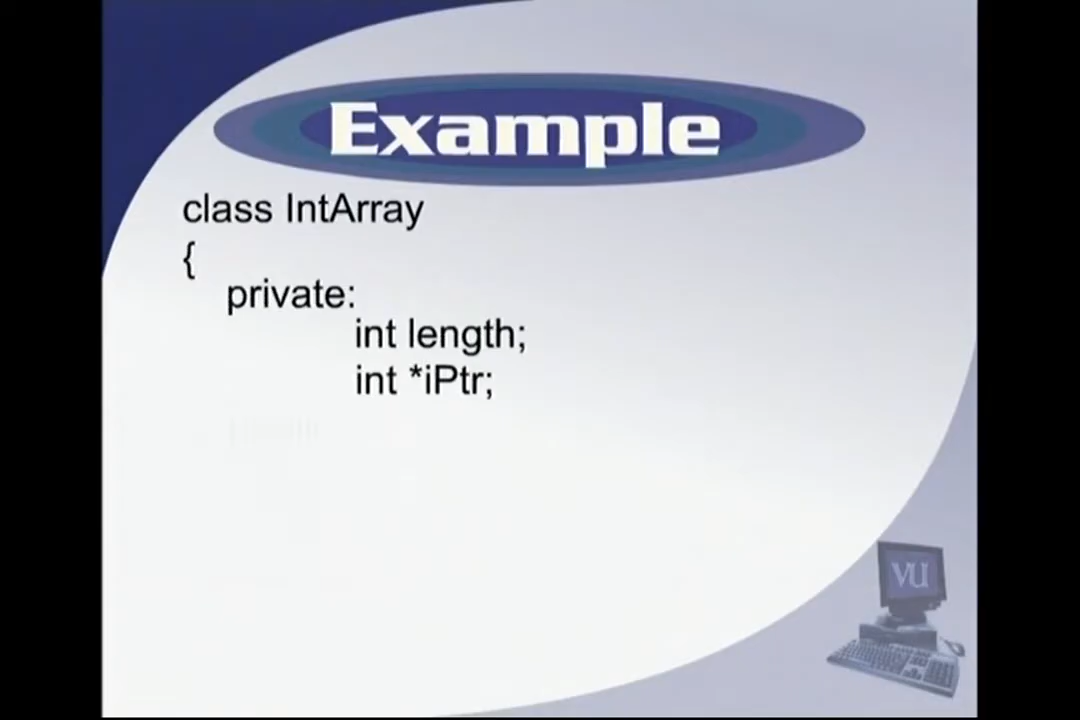 Example
class IntArray
{
private:
int length;
int *iPtr;
VU